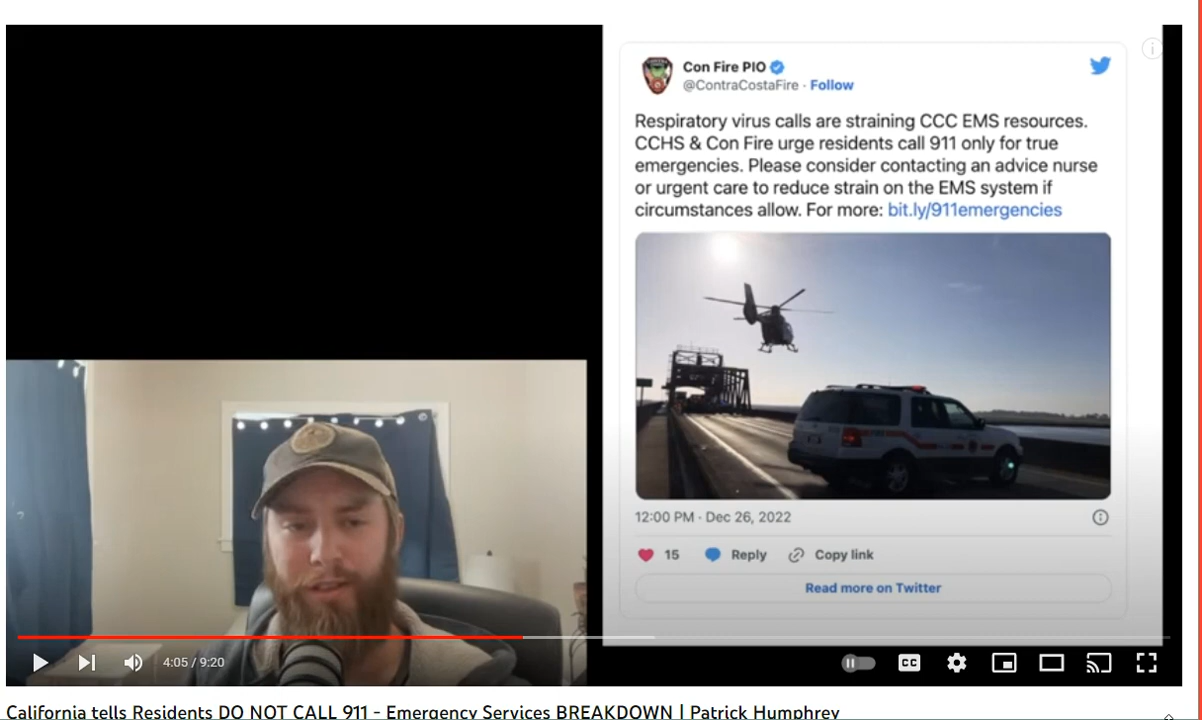 Con Fire PIO
@ContraCostaFire · Follow
Respiratory virus calls are straining CCC EMS resources.
CCHS & Con Fire urge residents call 911 only for true
emergencies. Please consider contacting an advice nurse
or urgent care to reduce strain on the EMS system if
circumstances allow. For more: bit.ly/911emergencies
12:00 PM · Dec 26, 2022
15 Reply Copy link
Read more on Twitter
4:05 / 9:20
CC
California tells Residents DO NOT CALL 911 - Emergency Services BREAKDOWN | Patrick Humphrey